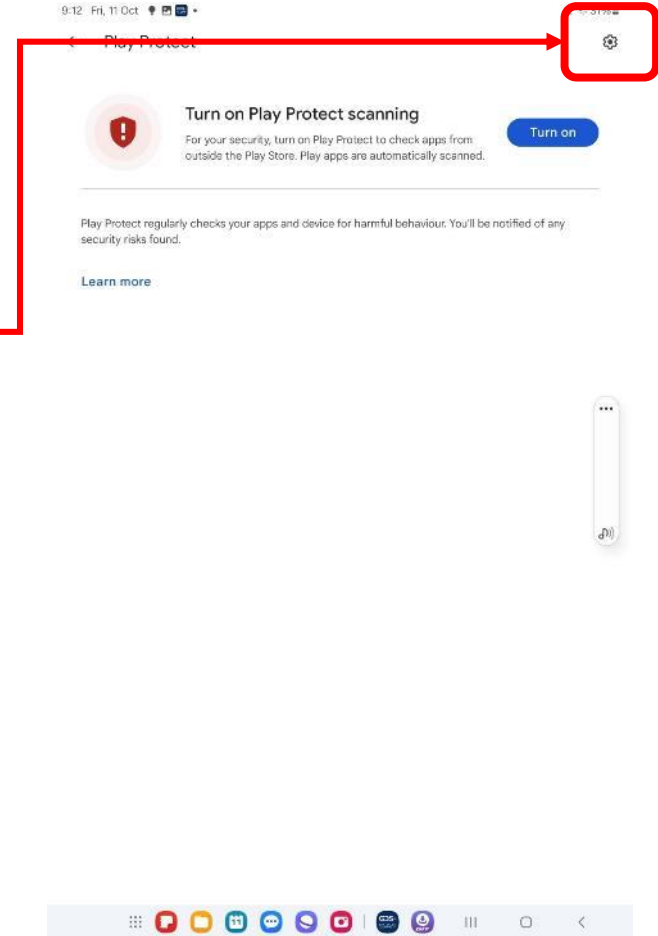 9:12 Fri, 11 Oct
Play Protect
Turn on Play Protect scanning
For your security, turn on Play Protect to check apps from
outside the Play Store. Play apps are automatically scanned.
Turn on
Play Protect regularly checks your apps and device for harmful behaviour. You'll be notified of any
security risks found.
Learn more
11